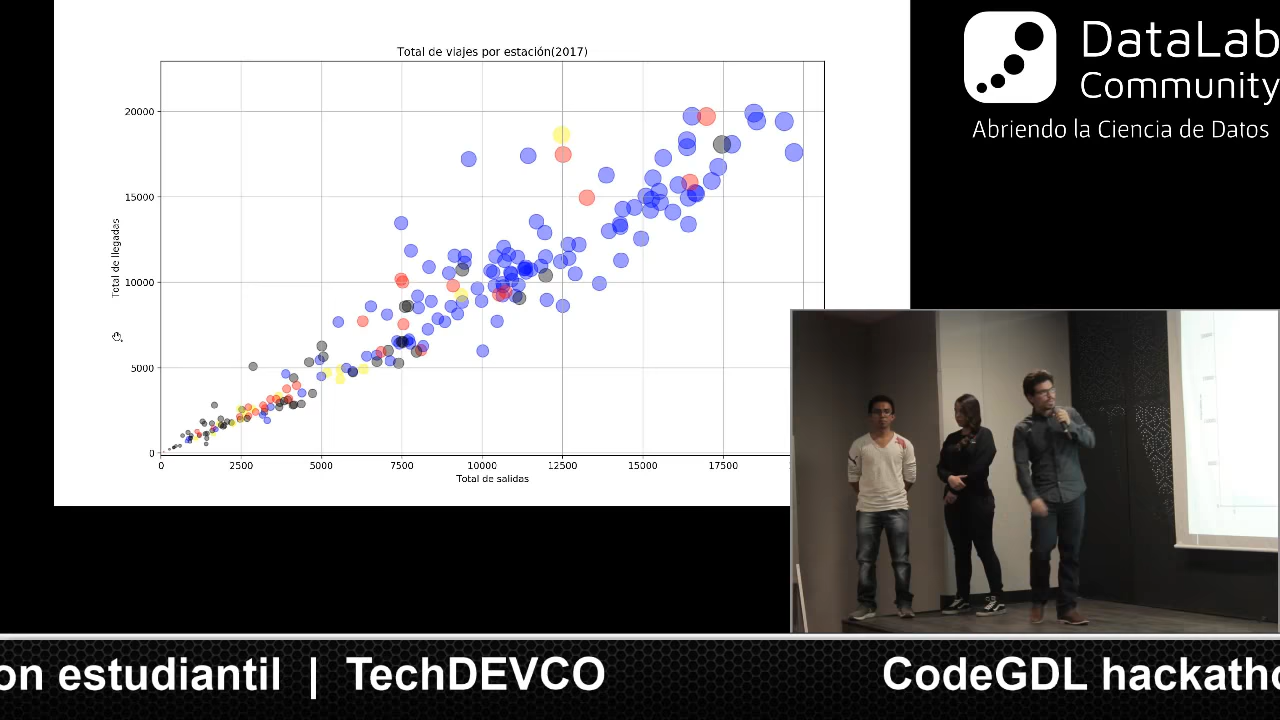 Total de viajes por estación(2017)
DataLab
Community
Abriendo la Ciencia de Datos
Total de llegadas
20000
15000
10000
5000
0
0 2500 5000 7500 10000 12500 15000 17500
Total de salidas
on estudiantil | TechDEVCO CodeGDL hackatho